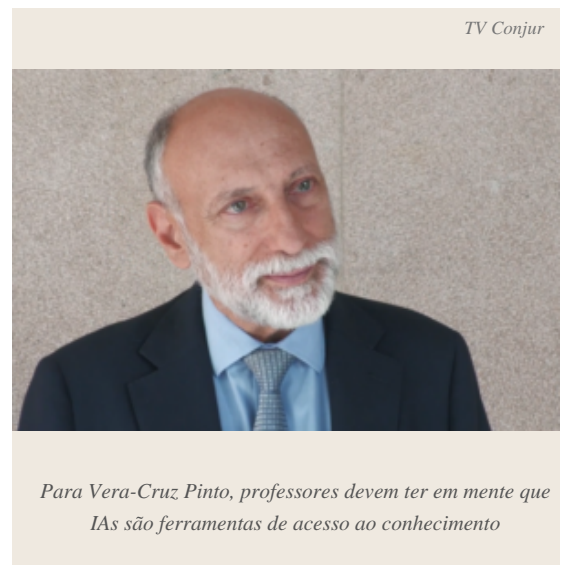 TV Conjur
Para Vera-Cruz Pinto, professores devem ter em mente que
IAs são ferramentas de acesso ao conhecimento